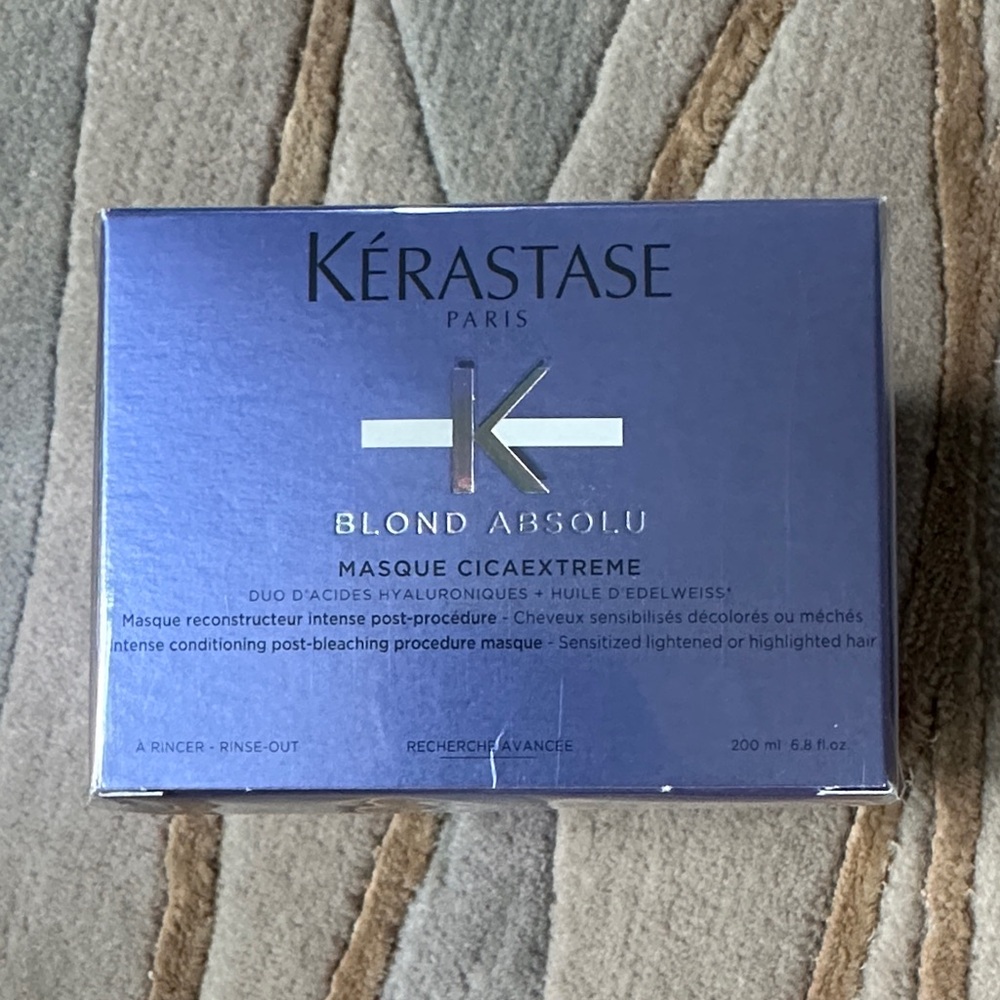 KÉRASTASE
PARIS
K
BLOND ABSOLU
MASQUE CICAEXTREME
DUO D'ACIDES HYALURONIQUES + HUILE D'EDELWEISS*
Masque reconstructeur intense post-procédure - Cheveux sensibilisés décolorés ou méchés
Intense conditioning post-bleaching procedure masque - Sensitized lightened or highlighted hair
À RINCER - RINSE-OUT RECHERCHE AVANCÉE 200 ml 6.8 fl.oz.